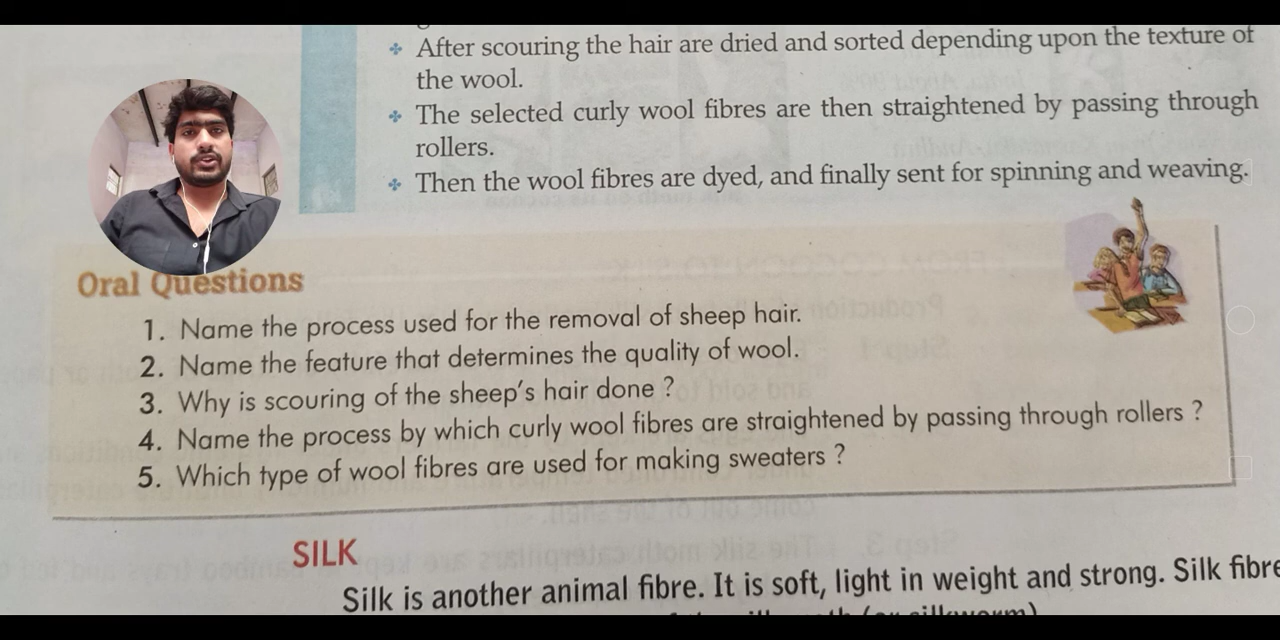 ❖ After scouring the hair are dried and sorted depending upon the texture of
the wool.
❖ The selected curly wool fibres are then straightened by passing through
rollers.
❖ Then the wool fibres are dyed, and finally sent for spinning and weaving.
Oral Questions
1. Name the process used for the removal of sheep hair.
2. Name the feature that determines the quality of wool.
3. Why is scouring of the sheep's hair done ?
4. Name the process by which curly wool fibres are straightened by passing through rollers ?
5. Which type of wool fibres are used for making sweaters ?
SILK
Silk is another animal fibre. It is soft, light in weight and strong. Silk fibre
(or silkworm)